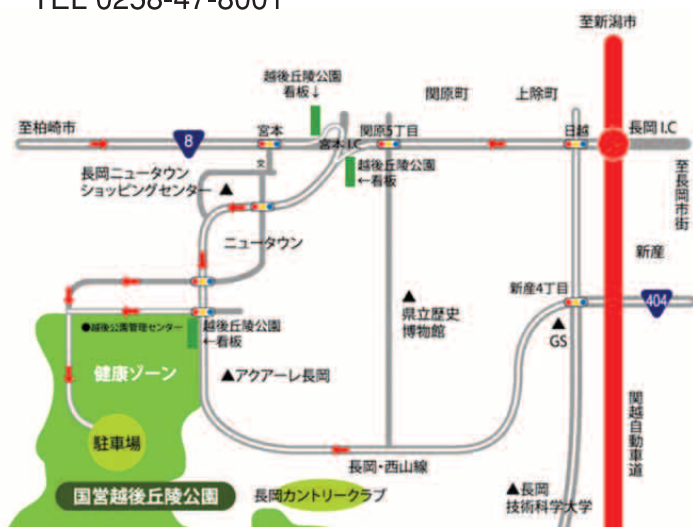 TEL 0258-47-8001
至新潟市
越後丘陵公園
看板↓
関原町
上除町
至柏崎市
8
宮本
宮本I.C
関原5丁目
日越
長岡I.C
文
越後丘陵公園
←看板
長岡ニュータウン
ショッピングセンター ▲
至長岡市街
ニュータウン
新産
新産4丁目
404
▲
県立歴史
博物館
▲
GS
●越後公園管理センター
越後丘陵公園
←看板
健康ゾーン
▲アクアーレ長岡
関越自動車道
駐車場
長岡・西山線
国営越後丘陵公園
長岡カントリークラブ
▲長岡
技術科学大学